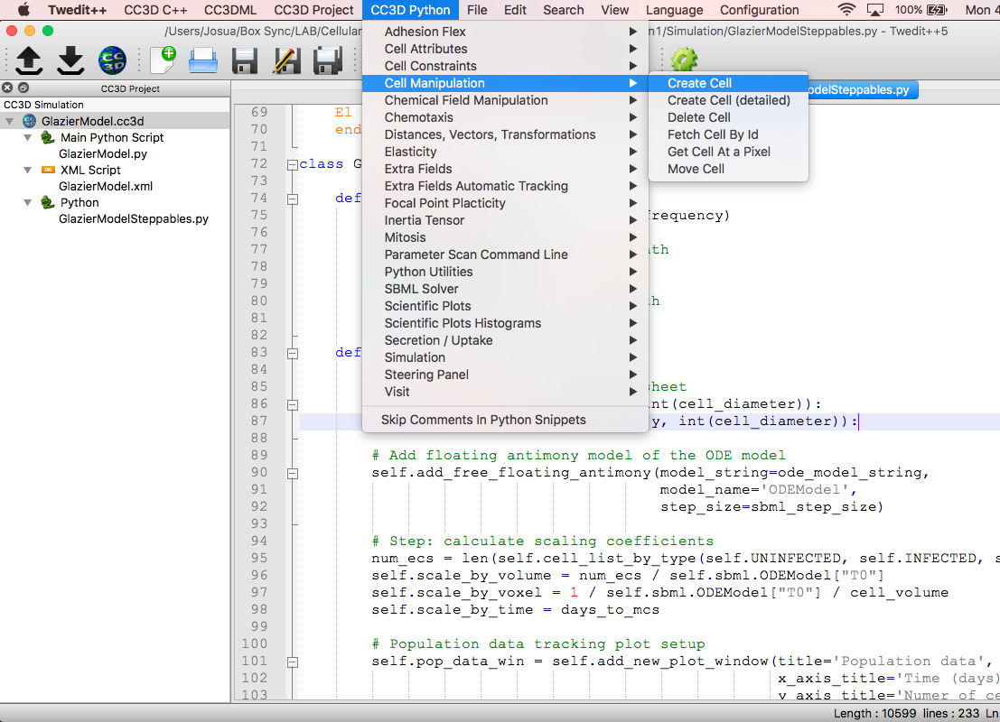 Twedit++ CC3D C++ CC3DML CC3D Project CC3D Python File Edit Search View Language Configuration 100% Mon 4
/Users/Josua/Box Sync/LAB/Cellular n1/Simulation/GlazierModelSteppables.py - Twedit++5
CC
3D
CC3D Project
CC3D Simulation
GlazierModel.cc3d
Main Python Script
GlazierModel.py
XML Script
GlazierModel.xml
Python
GlazierModelSteppables.py
Adhesion Flex
Cell Attributes
Cell Constraints
Cell Manipulation
Chemical Field Manipulation
Chemotaxis
Distances, Vectors, Transformations
Elasticity
Extra Fields
Extra Fields Automatic Tracking
Focal Point Placticity
Inertia Tensor
Mitosis
Parameter Scan Command Line
Python Utilities
SBML Solver
Scientific Plots
Scientific Plots Histograms
Secretion / Uptake
Simulation
Steering Panel
Visit
Skip Comments In Python Snippets
Create Cell
Create Cell (detailed)
Delete Cell
Fetch Cell By Id
Get Cell At a Pixel
Move Cell
odelSteppables.py
69 El
70 end
71
72 class G
73
74 def
75 frequency)
76
77 th
78
79
80 h
81
82
83 def
84
85 heet
86 nt(cell_diameter)):
87 y, int(cell_diameter)):
88
89 # Add floating antimony model of the ODE model
90 self.add_free_floating_antimony(model_string=ode_model_string,
91 model_name='ODEModel',
92 step_size=sbml_step_size)
93
94 # Step: calculate scaling coefficients
95 num_ecs = len(self.cell_list_by_type(self.UNINFECTED, self.INFECTED, s
96 self.scale_by_volume = num_ecs / self.sbml.ODEModel["T0"]
97 self.scale_by_voxel = 1 / self.sbml.ODEModel["T0"] / cell_volume
98 self.scale_by_time = days_to_mcs
99
100 # Population data tracking plot setup
101 self.pop_data_win = self.add_new_plot_window(title='Population data',
102 x_axis_title='Time (days)
103 y_axis_title='Numer of ce
Length : 10599 lines : 233 Ln